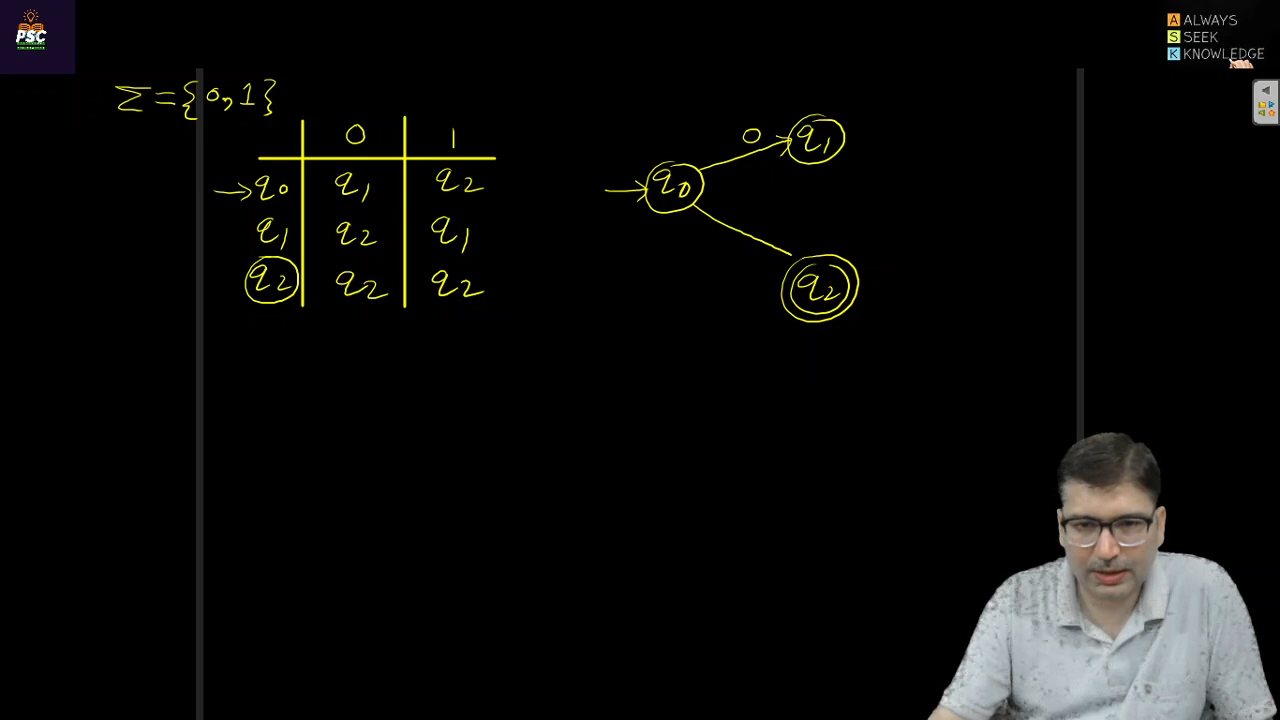 PSC
A ALWAYS
S SEEK
K KNOWLEDGE
Σ={0,1}
0 1
→q0 q1 q2
q1 q2 q1
q2 q2 q2
0 q1
→ q0
q2